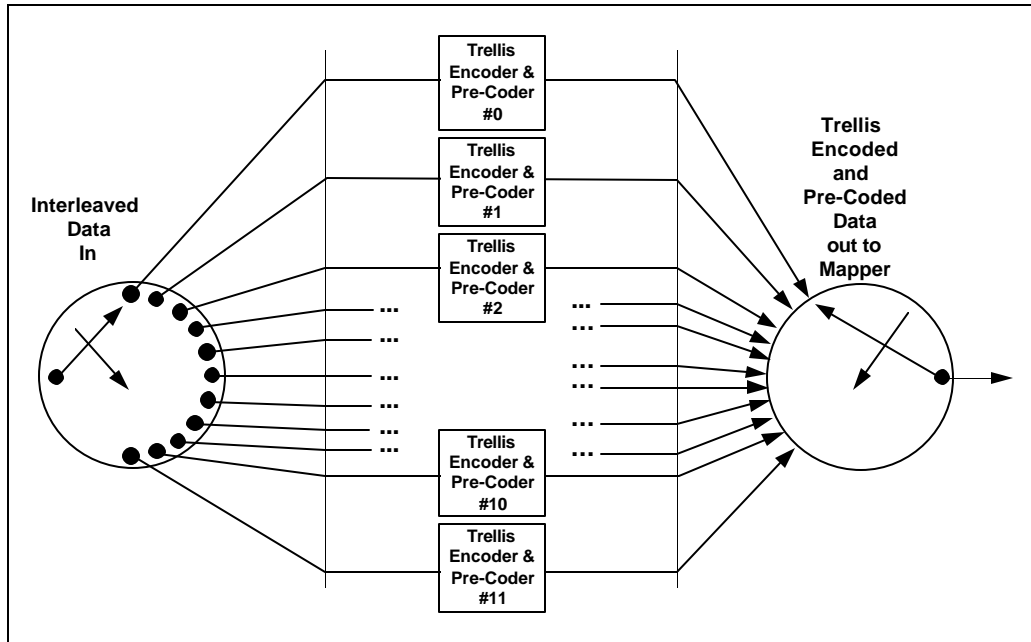 Interleaved
Data
In
Trellis
Encoder &
Pre-Coder
#0
Trellis
Encoder &
Pre-Coder
#1
Trellis
Encoder &
Pre-Coder
#2
...
...
...
...
...
...
...
...
...
...
...
...
Trellis
Encoder &
Pre-Coder
#10
Trellis
Encoder &
Pre-Coder
#11
Trellis
Encoded
and
Pre-Coded
Data
out to
Mapper